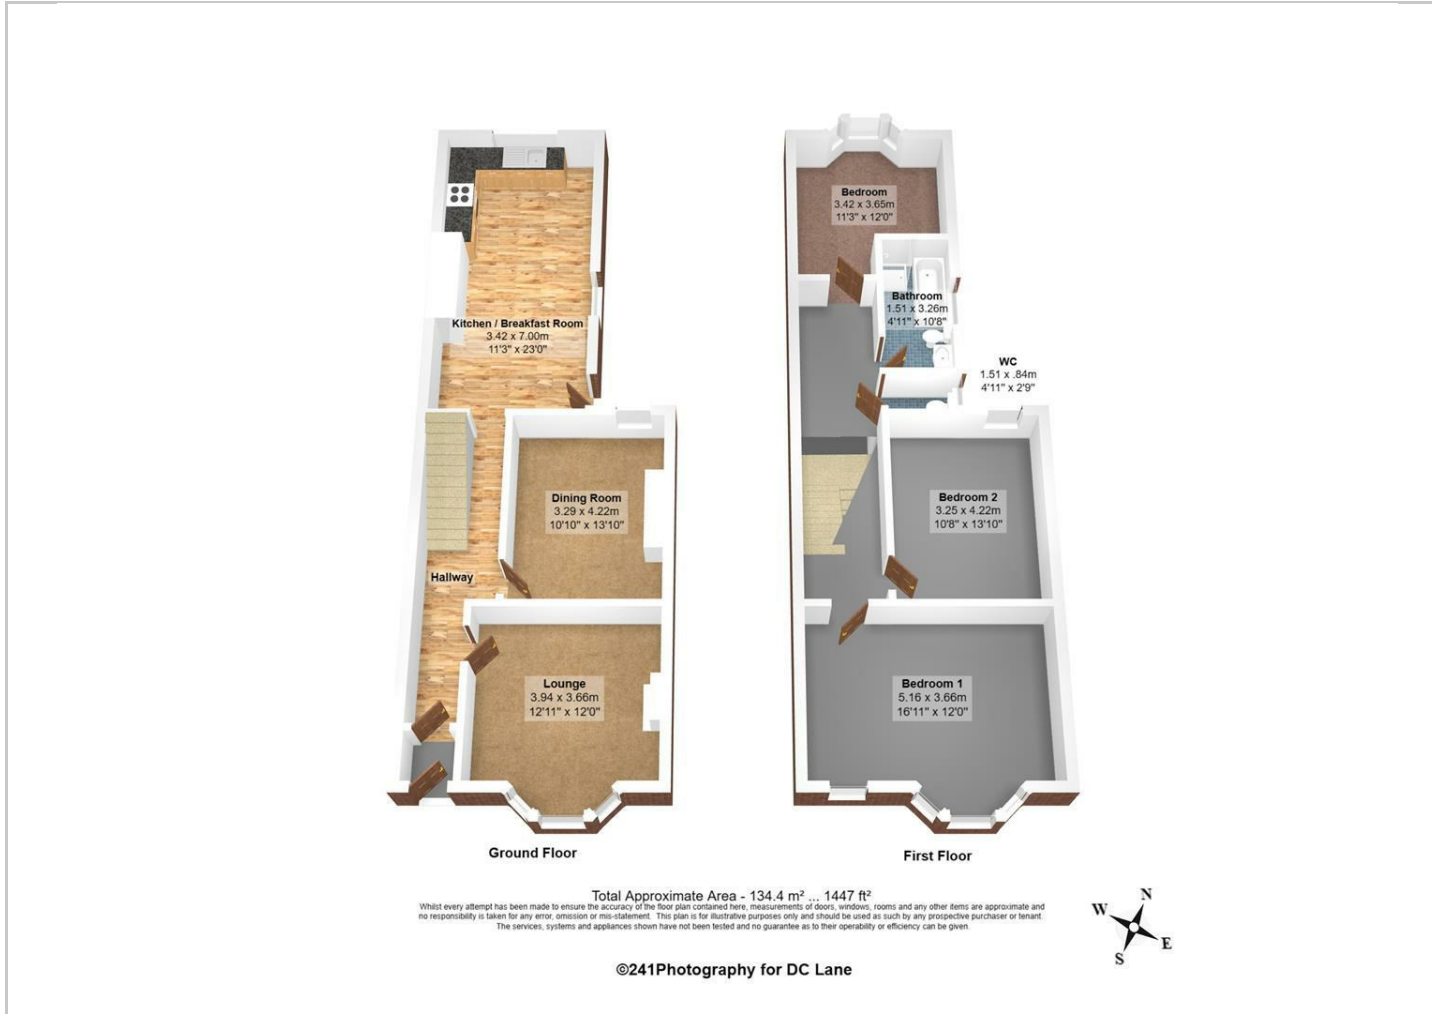 Kitchen / Breakfast Room
3.42 x 7.00m
11'3" x 23'0"
Dining Room
3.29 x 4.22m
10'10" x 13'10"
Hallway
Lounge
3.94 x 3.66m
12'11" x 12'0"
Ground Floor
Bedroom
3.42 x 3.65m
11'3" x 12'0"
Bathroom
1.51 x 3.26m
4'11" x 10'8"
WC
1.51 x .84m
4'11" x 2'9"
Bedroom 2
3.25 x 4.22m
10'8" x 13'10"
Bedroom 1
5.16 x 3.66m
16'11" x 12'0"
First Floor
Total Approximate Area - 134.4 m² ... 1447 ft²
Whilst every attempt has been made to ensure the accuracy of the floor plan contained here, measurements of doors, windows, rooms and any other items are approximate and
no responsibility is taken for any error, omission or mis-statement. This plan is for illustrative purposes only and should be used as such by any prospective purchaser or tenant.
The services, systems and appliances shown have not been tested and no guarantee as to their operability or efficiency can be given.
©241Photography for DC Lane
N
W
E
S